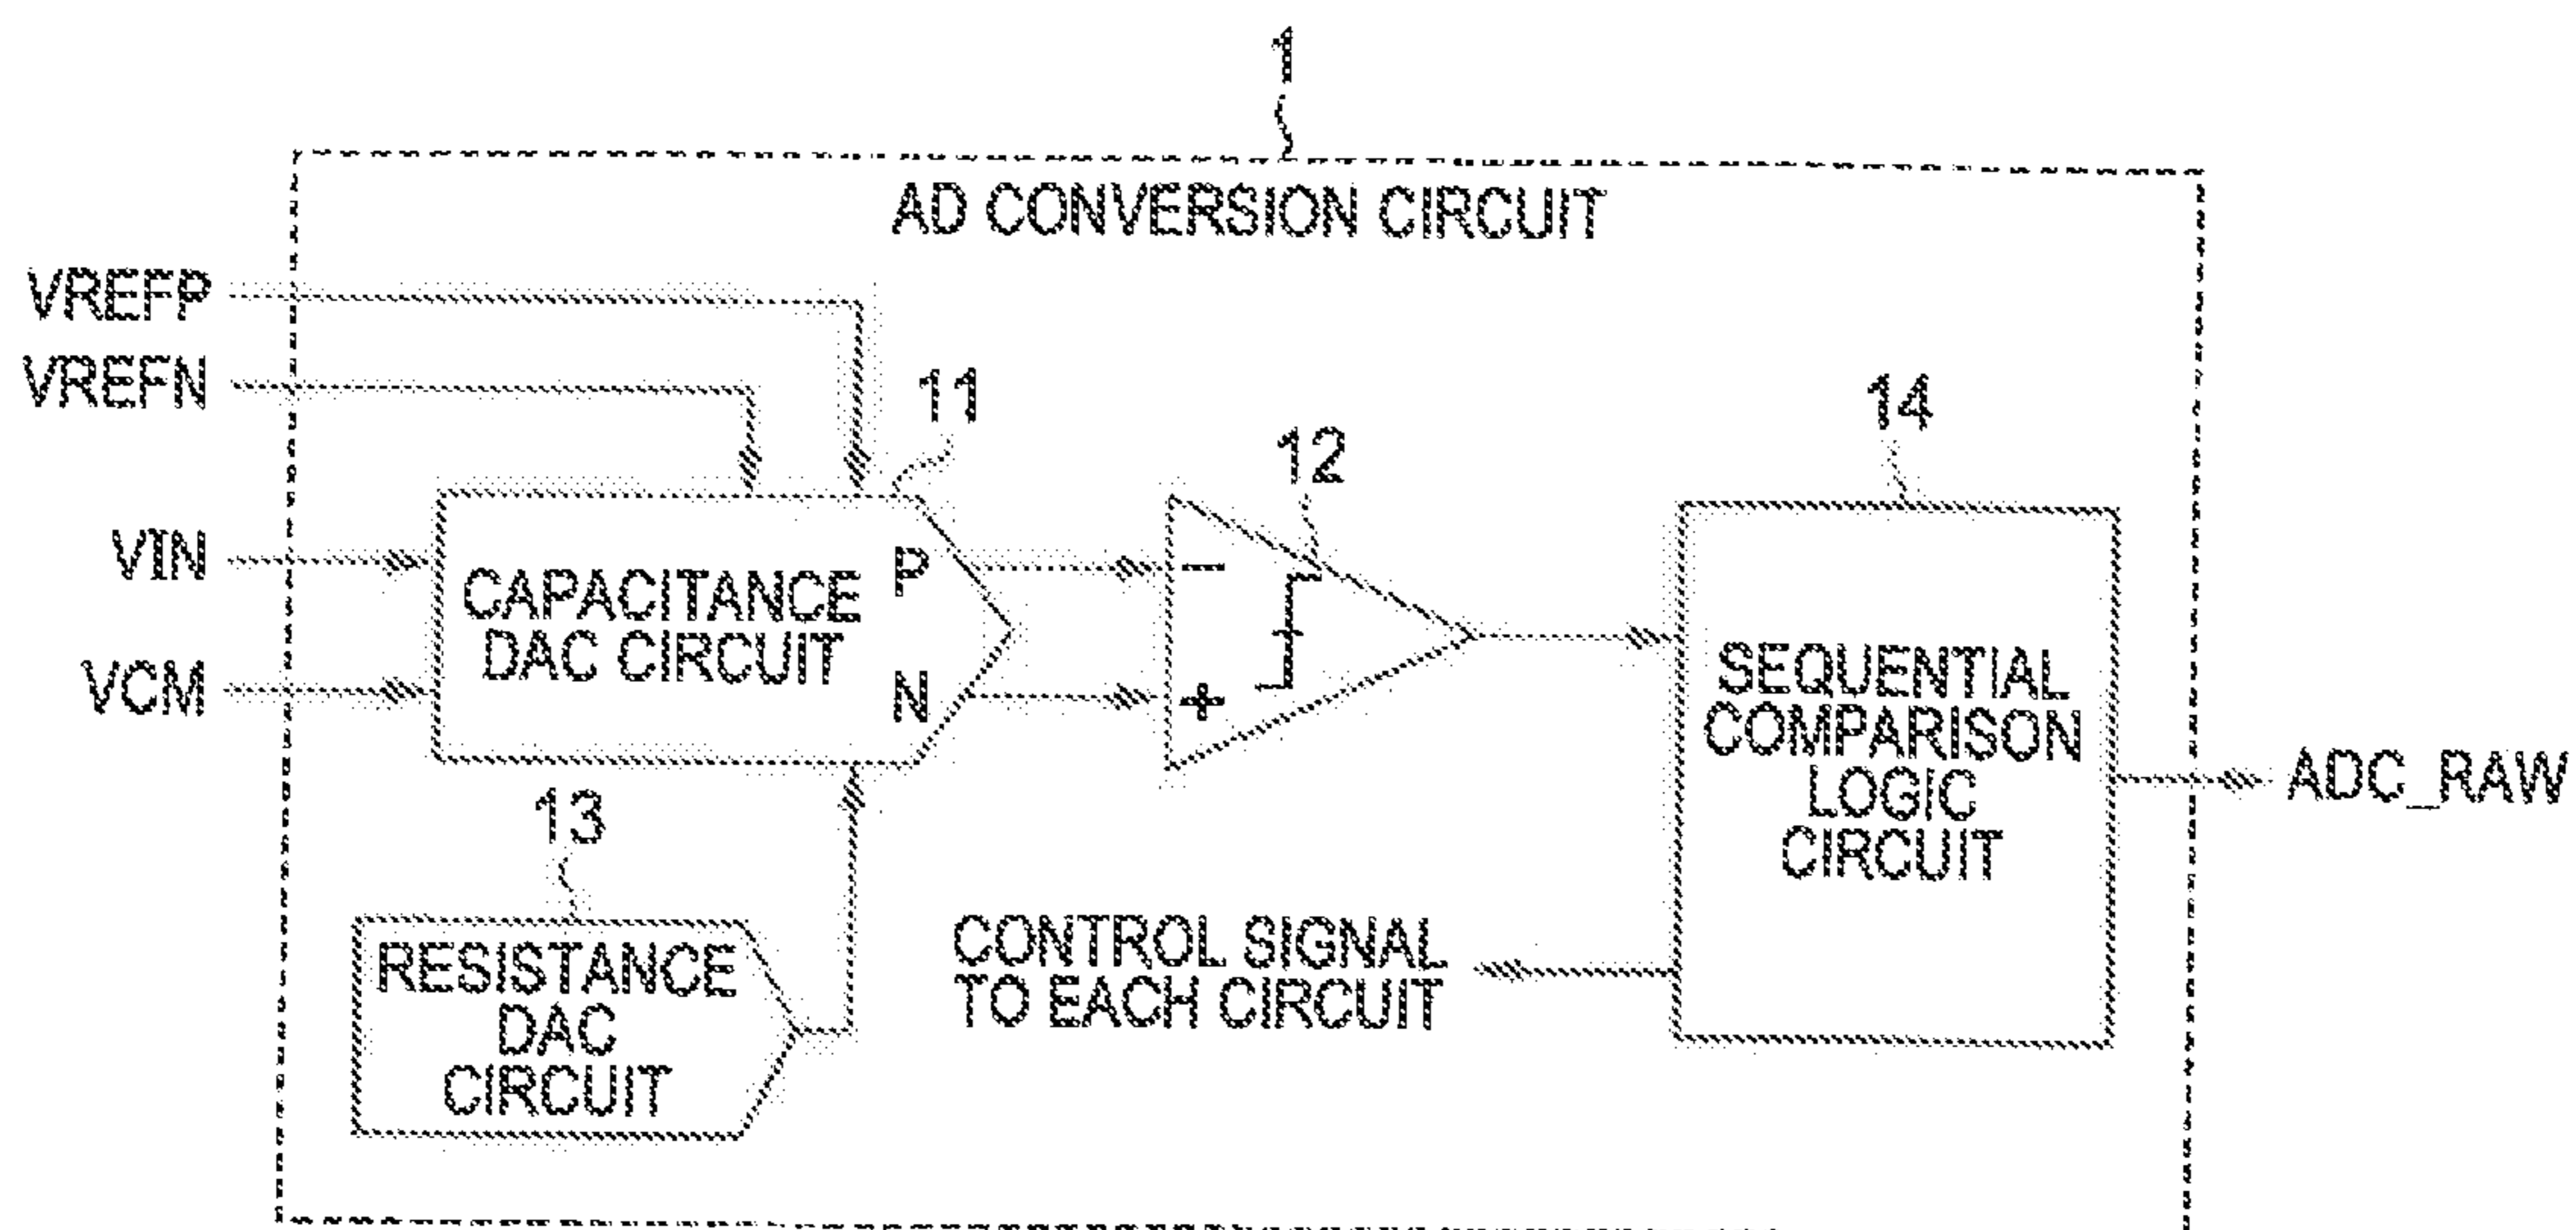 1
AD CONVERSION CIRCUIT
VREFP
VREFN
11
12
14
VIN
VCM
CAPACITANCE
DAC CIRCUIT
P
N
−
+
SEQUENTIAL
COMPARISON
LOGIC
CIRCUIT
ADC_RAW
13
RESISTANCE
DAC
CIRCUIT
CONTROL SIGNAL
TO EACH CIRCUIT